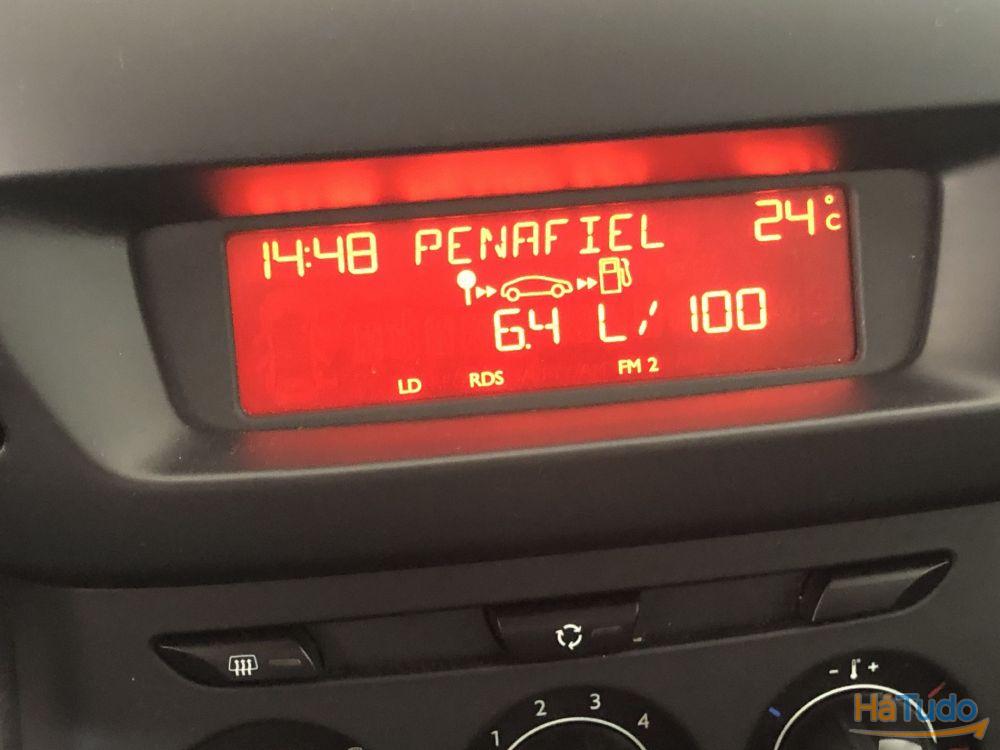 14:48 PENAFIEL 24°C
6.4 L/100
LD RDS FM 2
- +
1 2 3 4
HáTudo